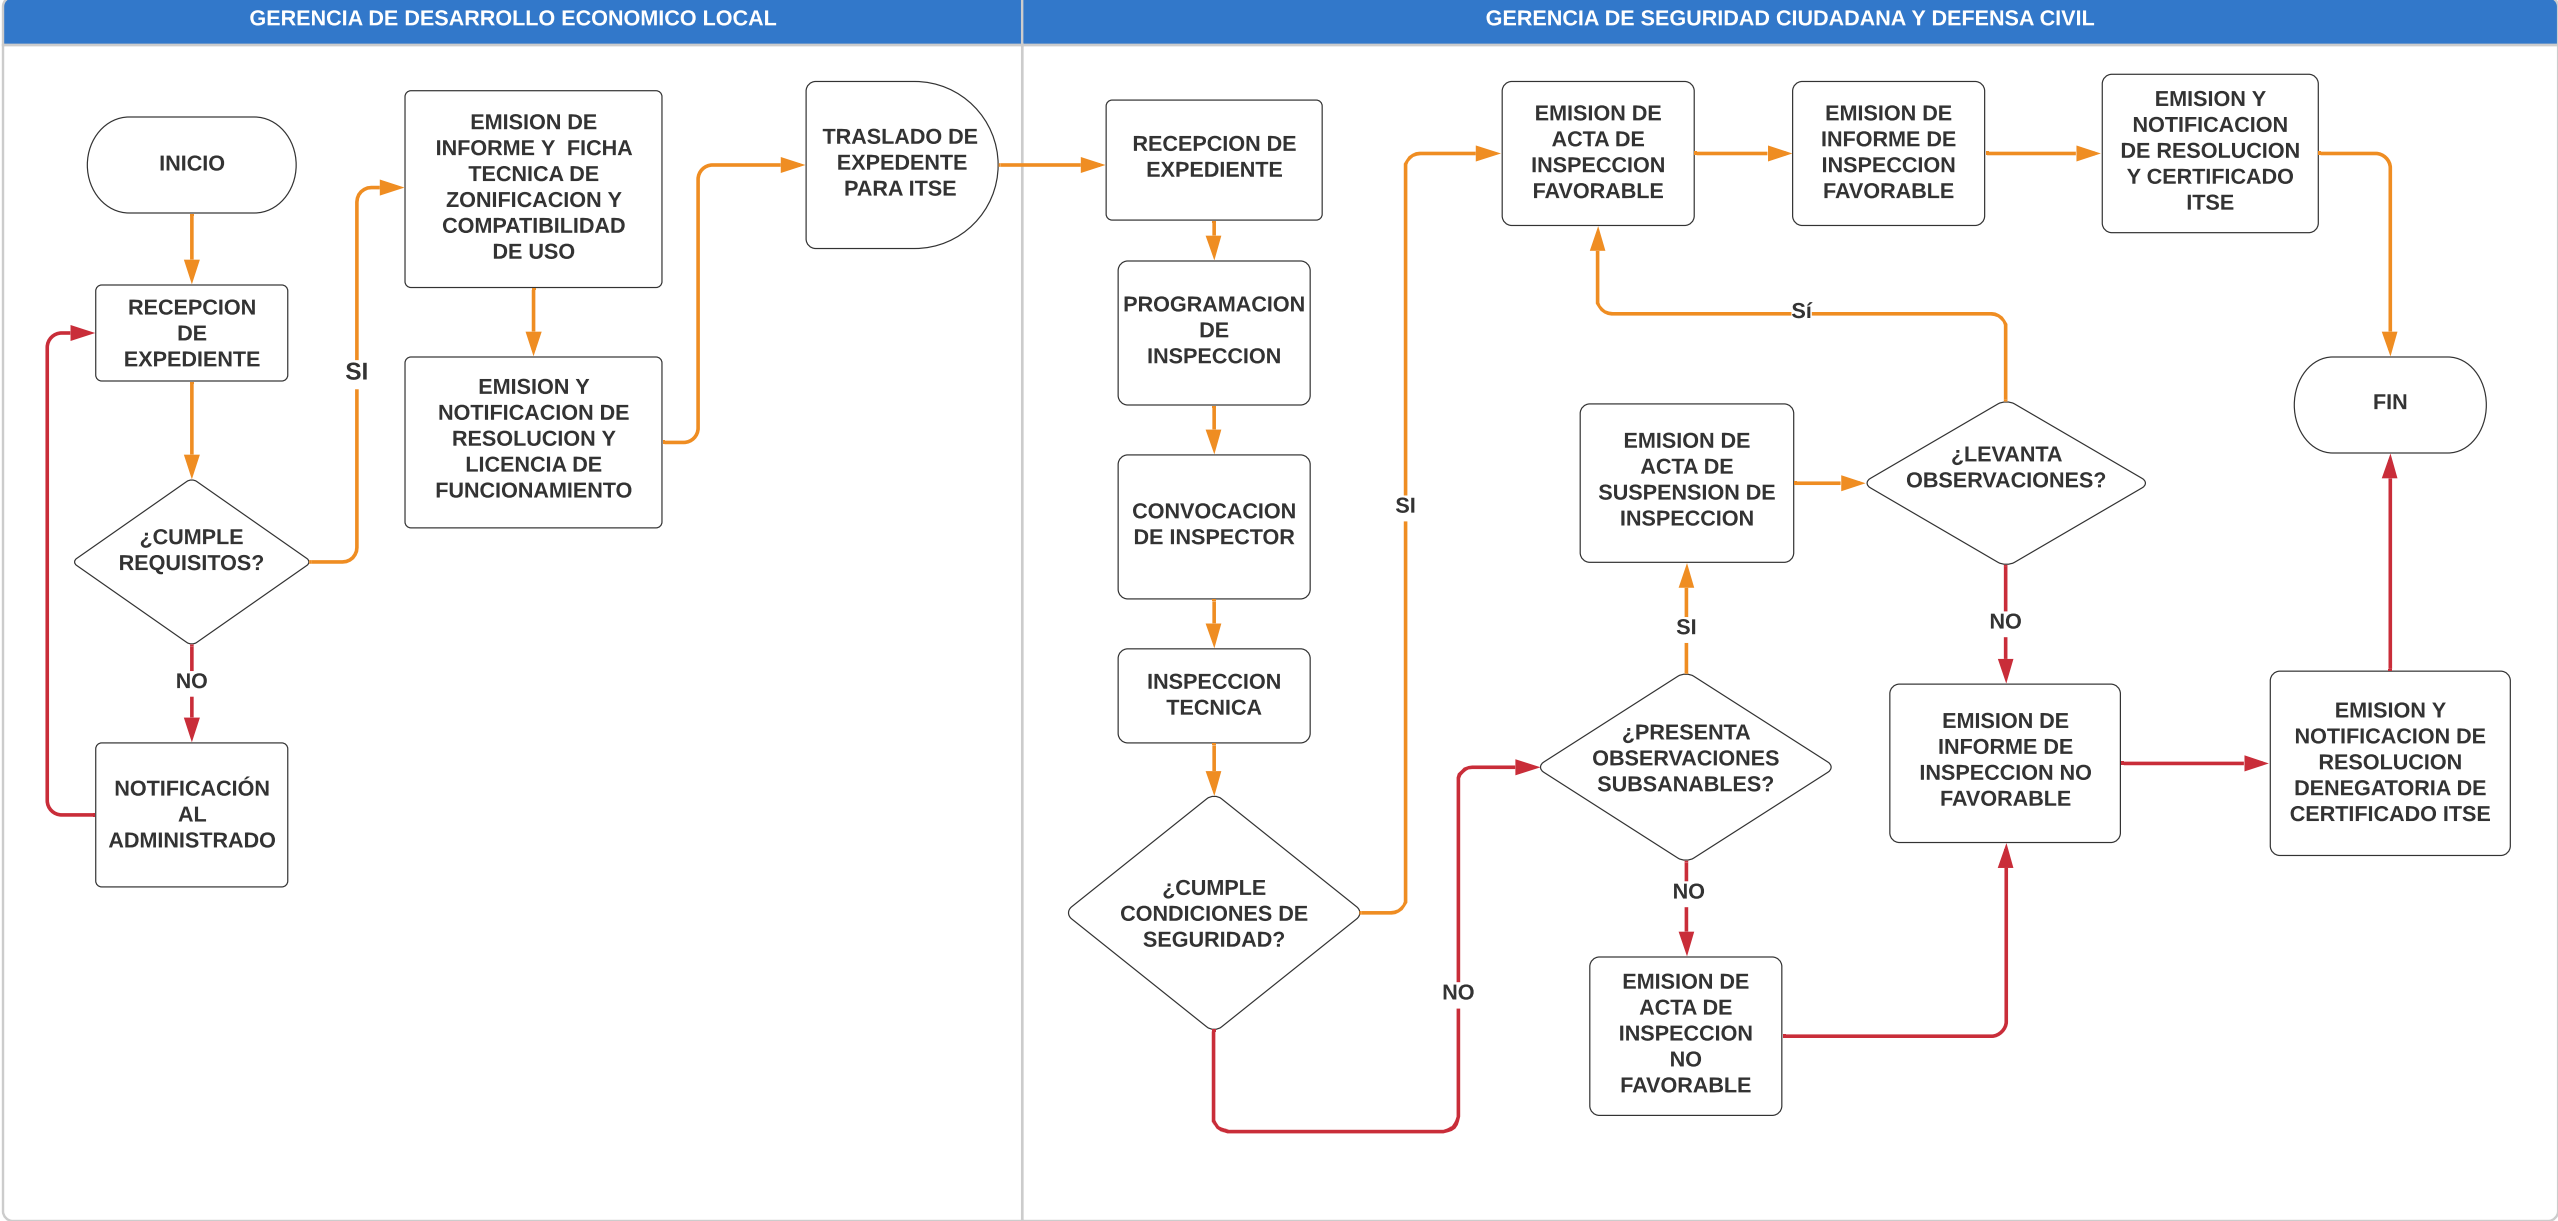 GERENCIA DE DESARROLLO ECONOMICO LOCAL
INICIO
RECEPCION
DE
EXPEDIENTE
¿CUMPLE
REQUISITOS?
NO
NOTIFICACIÓN
AL
ADMINISTRADO
SI
EMISION DE
INFORME Y FICHA
TECNICA DE
ZONIFICACION Y
COMPATIBILIDAD
DE USO
EMISION Y
NOTIFICACION DE
RESOLUCION Y
LICENCIA DE
FUNCIONAMIENTO
TRASLADO DE
EXPEDENTE
PARA ITSE
GERENCIA DE SEGURIDAD CIUDADANA Y DEFENSA CIVIL
RECEPCION DE
EXPEDIENTE
PROGRAMACION
DE
INSPECCION
CONVOCACION
DE INSPECTOR
INSPECCION
TECNICA
¿CUMPLE
CONDICIONES DE
SEGURIDAD?
SI
NO
EMISION DE
ACTA DE
INSPECCION
FAVORABLE
EMISION DE
INFORME DE
INSPECCION
FAVORABLE
EMISION Y
NOTIFICACION
DE RESOLUCION
Y CERTIFICADO
ITSE
Sí
EMISION DE
ACTA DE
SUSPENSION DE
INSPECCION
¿LEVANTA
OBSERVACIONES?
FIN
SI
NO
¿PRESENTA
OBSERVACIONES
SUBSANABLES?
EMISION DE
INFORME DE
INSPECCION NO
FAVORABLE
EMISION Y
NOTIFICACION DE
RESOLUCION
DENEGATORIA DE
CERTIFICADO ITSE
NO
EMISION DE
ACTA DE
INSPECCION
NO
FAVORABLE